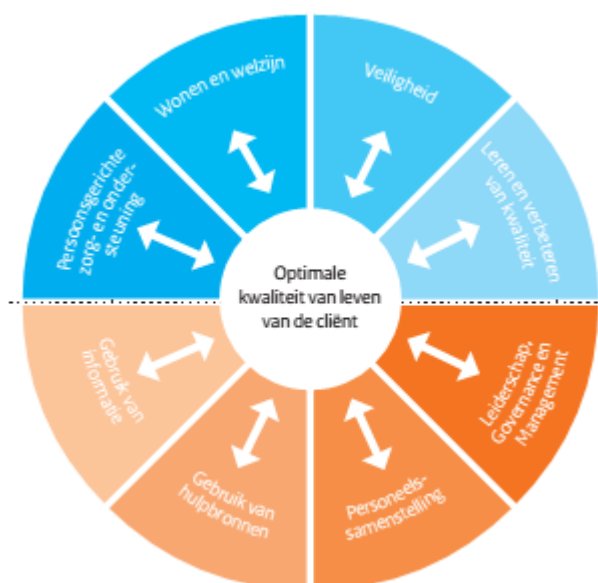 Wonen en welzijn
Veiligheid
Persoonsgerichte
zorg- en onder-
steuning
Leren en verbeteren
van kwaliteit
Optimale
kwaliteit van leven
van de cliënt
Gebruik van
informatie
Leiderschap,
Governance en
Management
Gebruik van
hulpbronnen
Personeels-
samenstelling